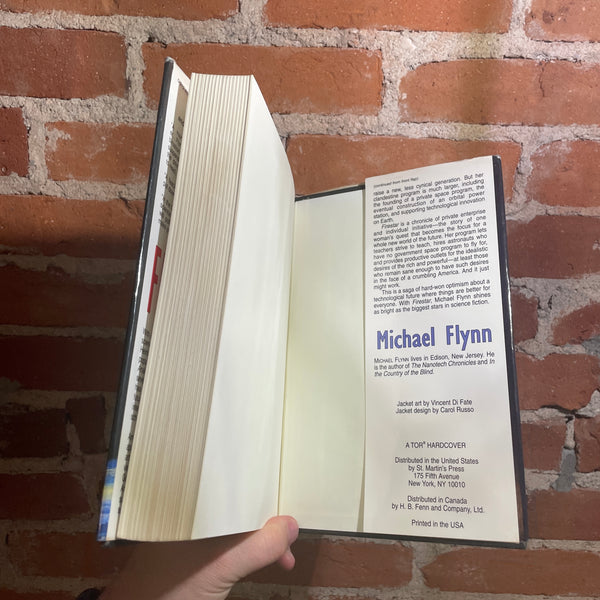 (continued from front flap)
raise a new, less cynical generation. But her
clandestine program is much larger, including
the founding of a private space program, the
eventual construction of an orbital power
station, and supporting technological innovation
on Earth.
Firestar is a chronicle of private enterprise
and individual initiative—the story of one
woman's quest that becomes the focus for a
whole new world of the future. Her program lets
teachers strive to teach, hires astronauts who
have no government space program to fly for,
and provides productive outlets for the idealistic
desires of the rich and powerful—at least those
who remain sane enough to have such desires
in the face of a crumbling America. And it just
might work.
This is a saga of hard-won optimism about a
technological future where things are better for
everyone. With Firestar, Michael Flynn shines
as bright as the biggest stars in science fiction.
Michael Flynn
MICHAEL FLYNN lives in Edison, New Jersey. He
is the author of The Nanotech Chronicles and In
the Country of the Blind.
Jacket art by Vincent Di Fate
Jacket design by Carol Russo
A TOR® HARDCOVER
Distributed in the United States
by St. Martin's Press
175 Fifth Avenue
New York, NY 10010
Distributed in Canada
by H. B. Fenn and Company, Ltd.
Printed in the USA